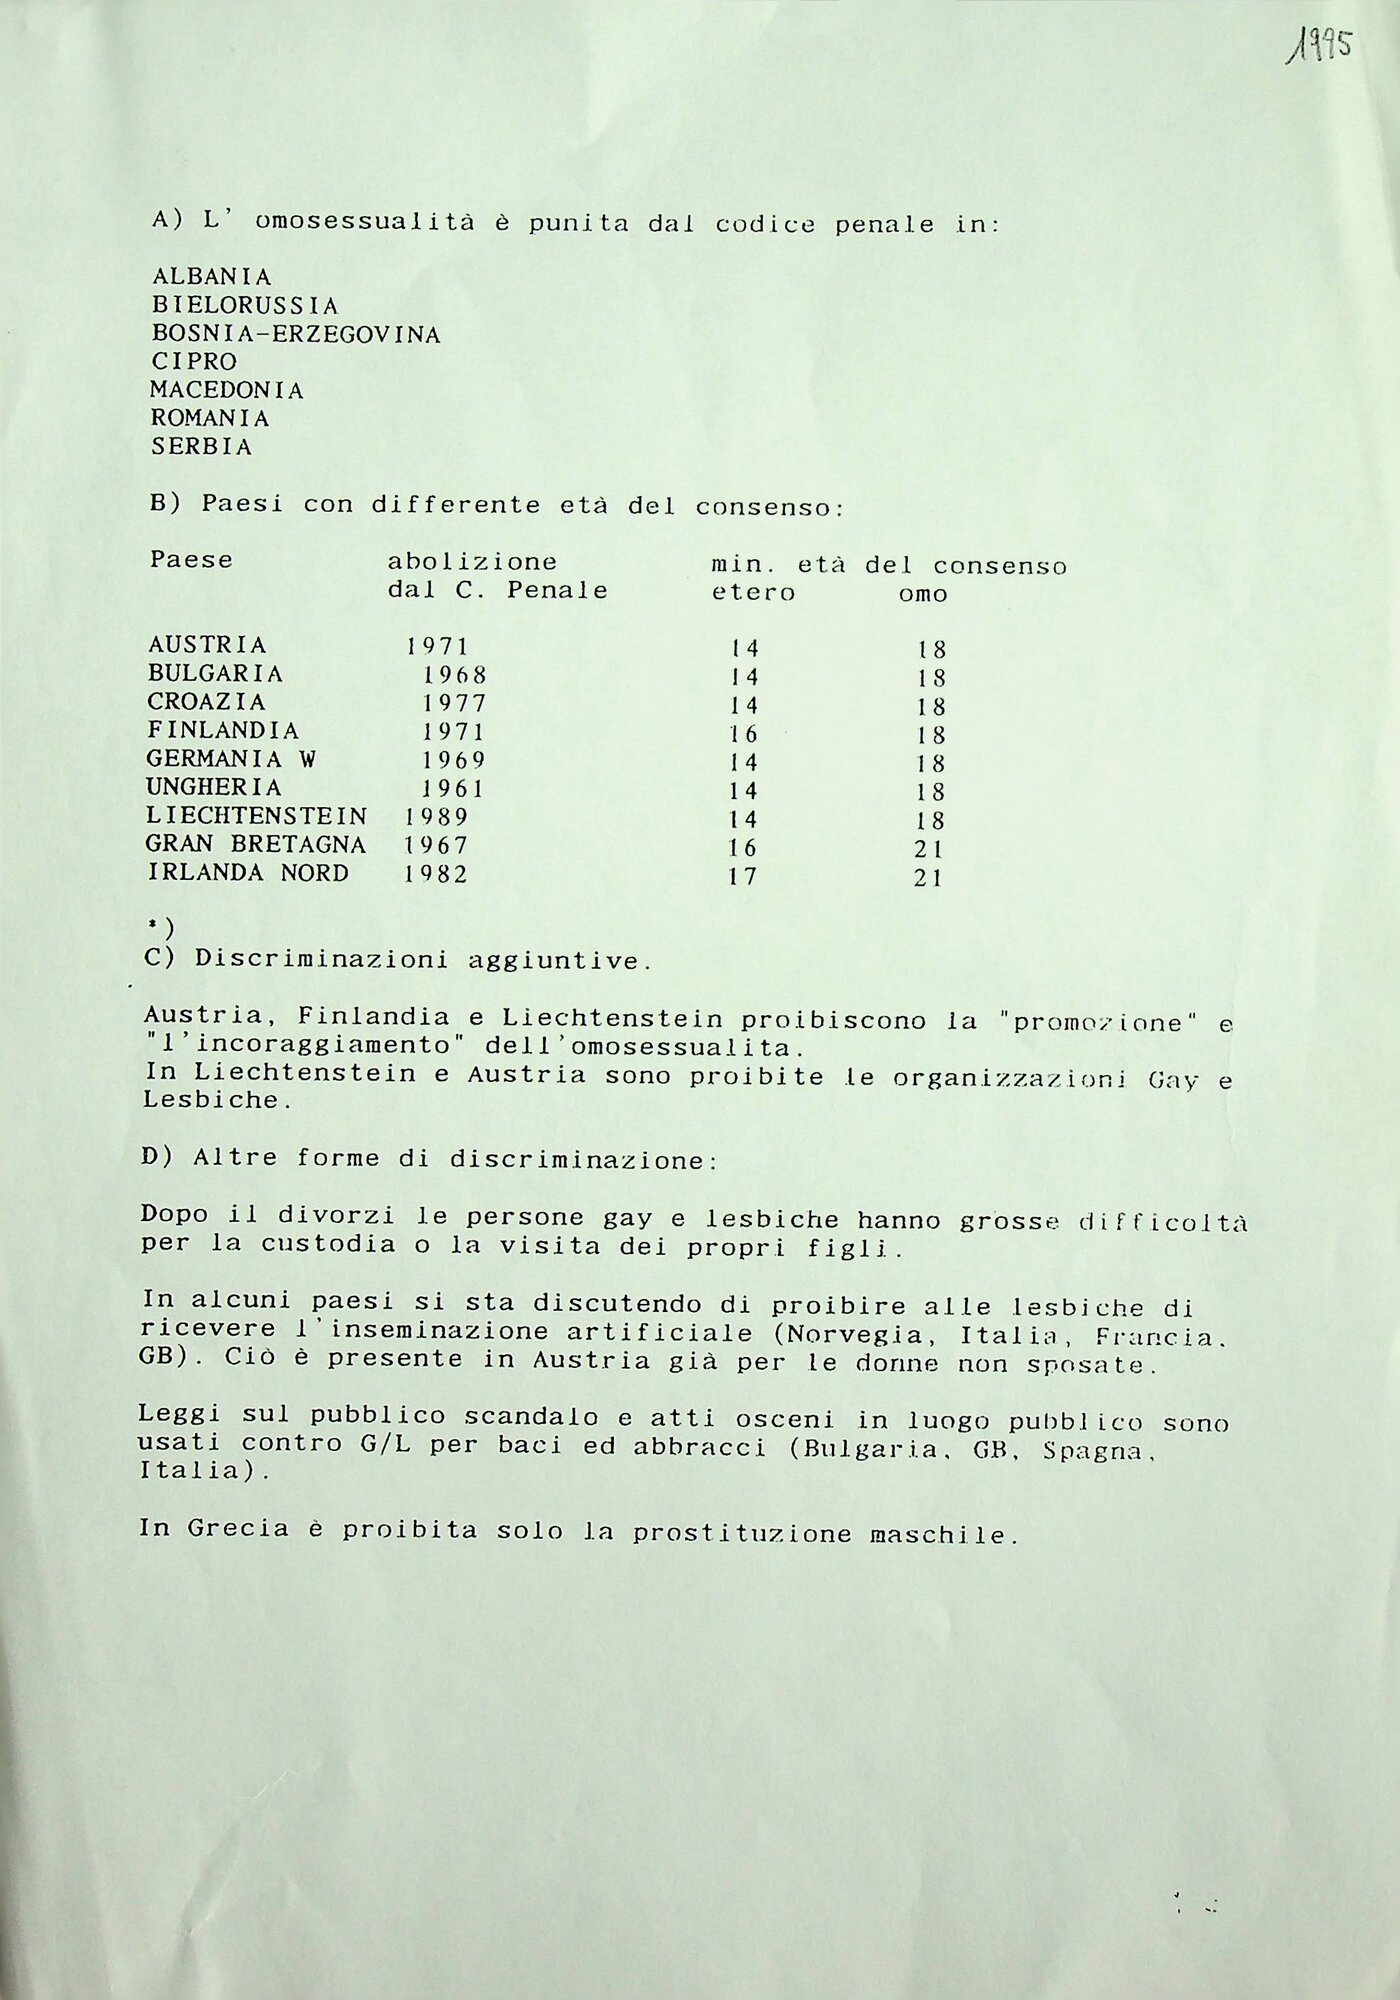 1995
A) L' omosessualità è punita dal codice penale in:
ALBANIA
BIELORUSSIA
BOSNIA-ERZEGOVINA
CIPRO
MACEDONIA
ROMANIA
SERBIA
B) Paesi con differente età del consenso:
Paese abolizione min. età del consenso
dal C. Penale etero omo
AUSTRIA 1971 14 18
BULGARIA 1968 14 18
CROAZIA 1977 14 18
FINLANDIA 1971 16 18
GERMANIA W 1969 14 18
UNGHERIA 1961 14 18
LIECHTENSTEIN 1989 14 18
GRAN BRETAGNA 1967 16 21
IRLANDA NORD 1982 17 21
*)
C) Discriminazioni aggiuntive.
Austria, Finlandia e Liechtenstein proibiscono la "promozione" e
"l'incoraggiamento" dell'omosessualita.
In Liechtenstein e Austria sono proibite le organizzazioni Gay e
Lesbiche.
D) Altre forme di discriminazione:
Dopo il divorzi le persone gay e lesbiche hanno grosse difficoltà
per la custodia o la visita dei propri figli.
In alcuni paesi si sta discutendo di proibire alle lesbiche di
ricevere l'inseminazione artificiale (Norvegia, Italia, Francia.
GB). Ciò è presente in Austria già per le donne non sposate.
Leggi sul pubblico scandalo e atti osceni in luogo pubblico sono
usati contro G/L per baci ed abbracci (Bulgaria, GB, Spagna,
Italia).
In Grecia è proibita solo la prostituzione maschile.